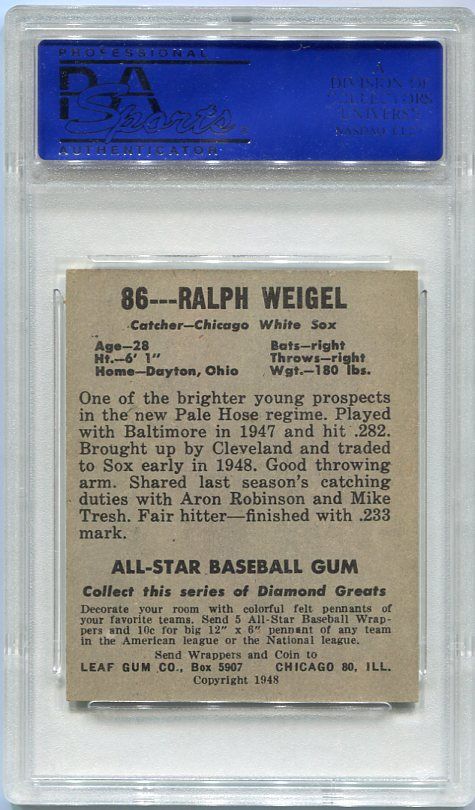 PROFESSIONAL
PSA
Sports
AUTHENTICATOR
A
DIVISION OF
COLLECTORS
UNIVERSE
86---RALPH WEIGEL
Catcher—Chicago White Sox
Age—28 Bats—right
Ht.—6' 1" Throws—right
Home—Dayton, Ohio Wgt.—180 lbs.
One of the brighter young prospects
in the new Pale Hose regime. Played
with Baltimore in 1947 and hit .282.
Brought up by Cleveland and traded
to Sox early in 1948. Good throwing
arm. Shared last season's catching
duties with Aron Robinson and Mike
Tresh. Fair hitter—finished with .233
mark.
ALL-STAR BASEBALL GUM
Collect this series of Diamond Greats
Decorate your room with colorful felt pennants of
your favorite teams. Send 5 All-Star Baseball Wrap-
pers and 10c for big 12" x 6" pennant of any team
in the American league or the National league.
Send Wrappers and Coin to
LEAF GUM CO., Box 5907 CHICAGO 80, ILL.
Copyright 1948